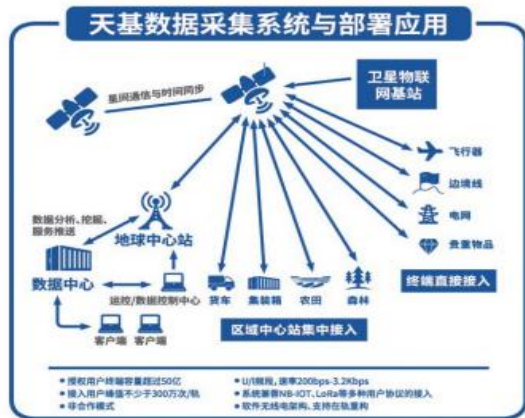 天基数据采集系统与部署应用
星间通信与时间同步
卫星物联
网基站
飞行器
边境线
电网
贵重物品
终端直接接入
数据分析、挖掘、
服务推送
地球中心站
数据中心
运控/数据控制中心
客户端
客户端
货车
集装箱
农田
森林
区域中心站集中接入
• 授权用户终端容量超过50亿
• 接入用户峰值不少于300万次/轨
• 非合作模式
• U/l频段，速率200bps-3.2Kbps
• 系统兼容NB-IOT、LoRa等多种用户协议的接入
• 软件无线电架构、支持在轨重构